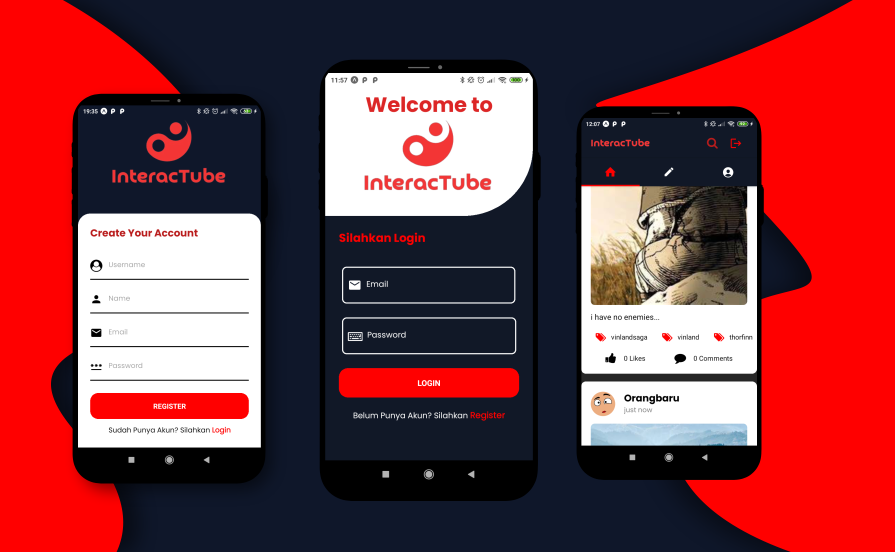 19:35
InteracTube
Create Your Account
Username
Name
Email
Password
REGISTER
Sudah Punya Akun? Silahkan Login
11:57
Welcome to
InteracTube
Silahkan Login
Email
Password
LOGIN
Belum Punya Akun? Silahkan Register
12:07
InteracTube
i have no enemies...
vinlandsaga vinland thorfinn
0 Likes 0 Comments
Orangbaru
just now